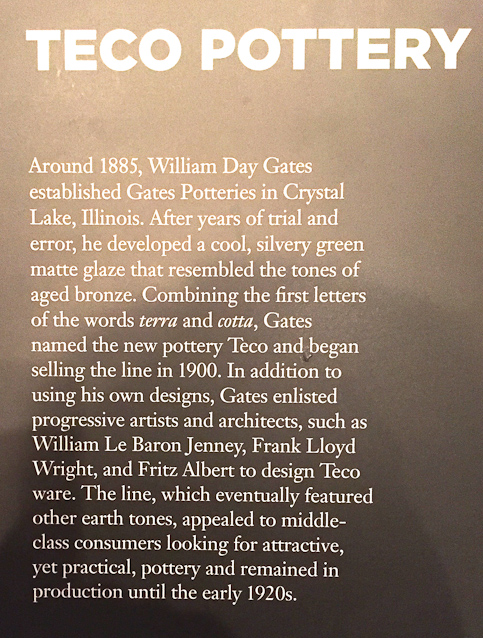 TECO POTTERY
Around 1885, William Day Gates
established Gates Potteries in Crystal
Lake, Illinois. After years of trial and
error, he developed a cool, silvery green
matte glaze that resembled the tones of
aged bronze. Combining the first letters
of the words terra and cotta, Gates
named the new pottery Teco and began
selling the line in 1900. In addition to
using his own designs, Gates enlisted
progressive artists and architects, such as
William Le Baron Jenney, Frank Lloyd
Wright, and Fritz Albert to design Teco
ware. The line, which eventually featured
other earth tones, appealed to middle-
class consumers looking for attractive,
yet practical, pottery and remained in
production until the early 1920s.